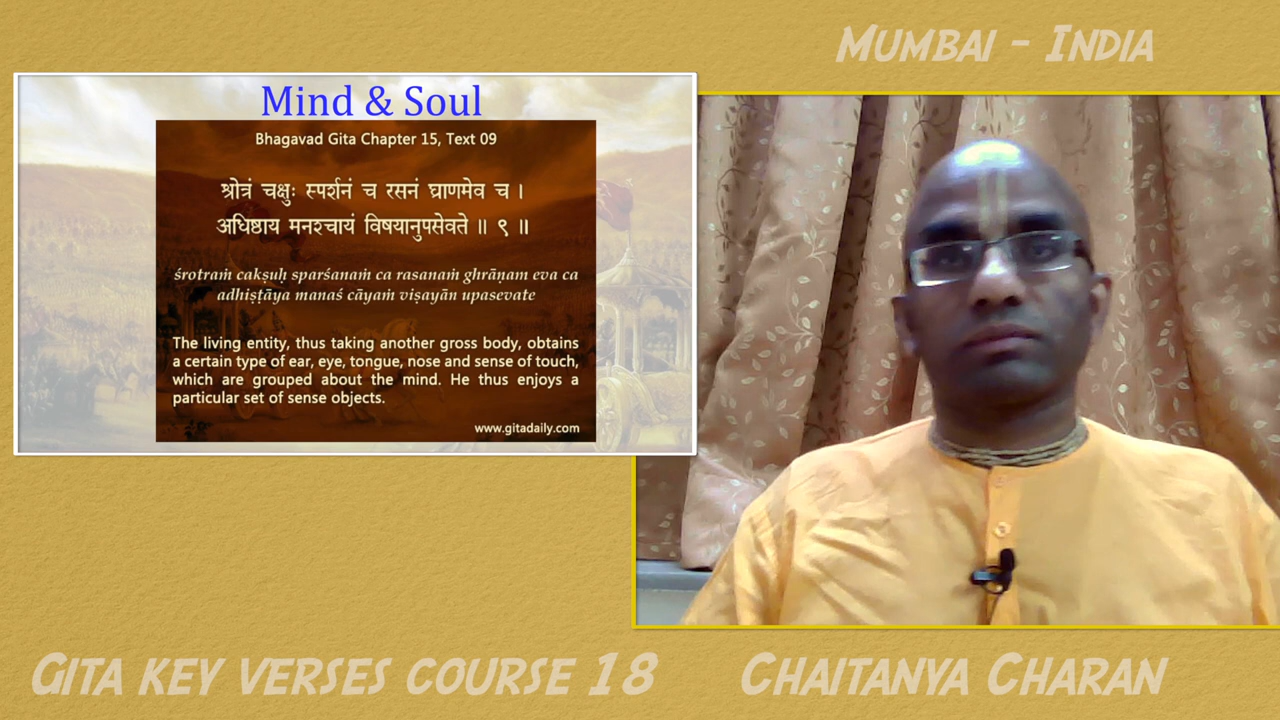 Mumbai - India
Mind & Soul
Bhagavad Gita Chapter 15, Text 09
श्रोत्रं चक्षुः स्पर्शनं च रसनं घ्राणमेव च ।
अधिष्ठाय मनश्चायं विषयानुपसेवते ॥ ९ ॥
śrotraṁ cakṣuḥ sparśanaṁ ca rasanaṁ ghrāṇam eva ca
adhiṣṭāya manaś cāyaṁ viṣayān upasevate
The living entity, thus taking another gross body, obtains
a certain type of ear, eye, tongue, nose and sense of touch,
which are grouped about the mind. He thus enjoys a
particular set of sense objects.
www.gitadaily.com
Gita key verses course 18
Chaitanya Charan